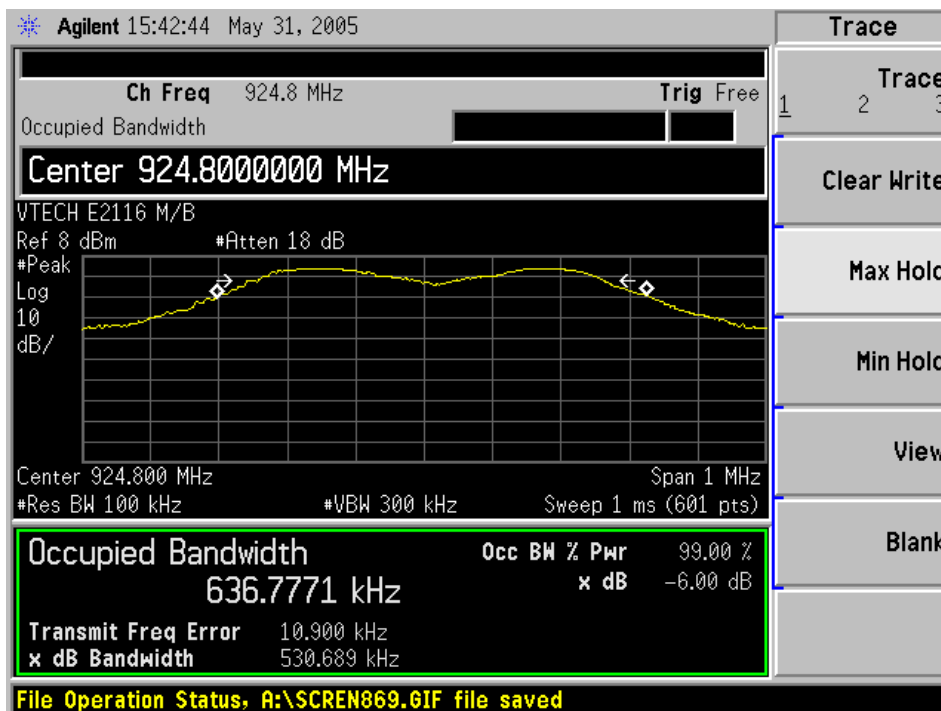 Agilent 15:42:44 May 31, 2005
Trace
Ch Freq 924.8 MHz
Trig Free
Occupied Bandwidth
Center 924.8000000 MHz
VTECH E2116 M/B
Ref 8 dBm
#Atten 18 dB
#Peak
Log
10
dB/
Center 924.800 MHz
Span 1 MHz
#Res BW 100 kHz
#VBW 300 kHz
Sweep 1 ms (601 pts)
Occupied Bandwidth
636.7771 kHz
Occ BW % Pwr 99.00 %
x dB -6.00 dB
Transmit Freq Error 10.900 kHz
x dB Bandwidth 530.689 kHz
File Operation Status, A:\SCREN869.GIF file saved
Trace
1 2 3
Clear Write
Max Hold
Min Hold
View
Blank